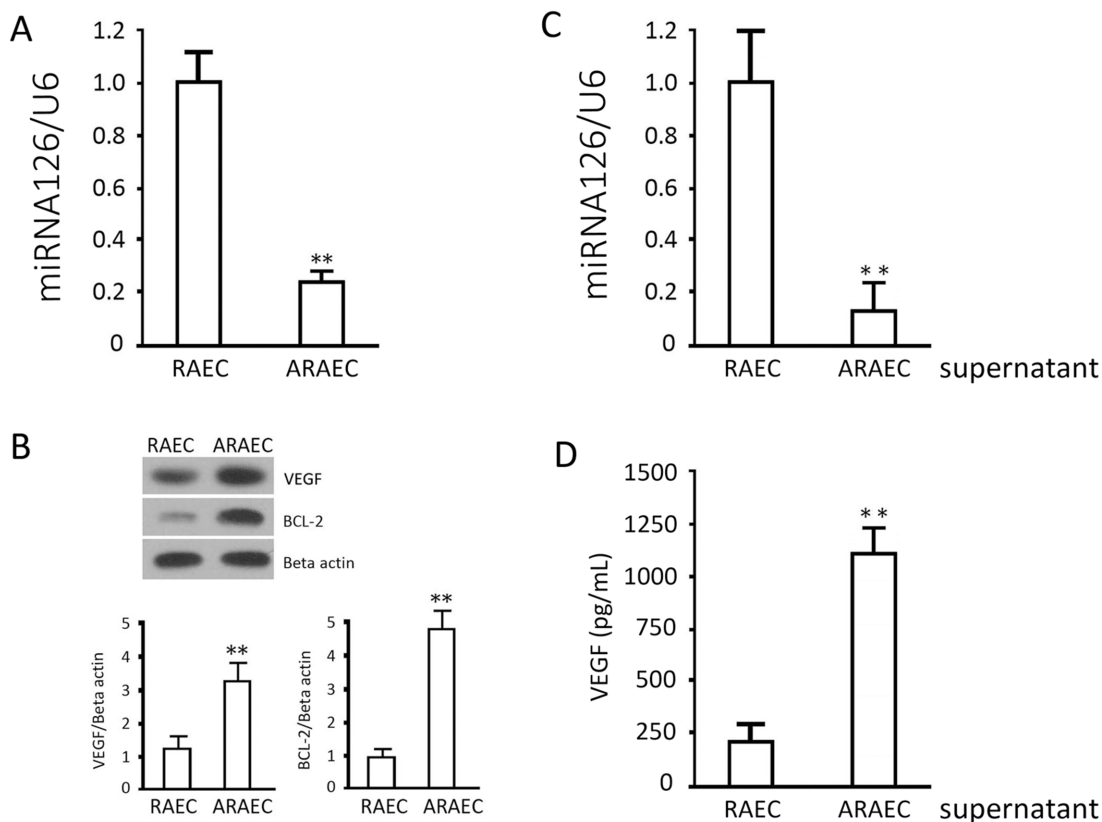 A
miRNA126/U6
1.2
1.0
0.8
0.6
0.4
0.2
0
**
RAEC ARAEC
C
miRNA126/U6
1.2
1.0
0.8
0.6
0.4
0.2
0
**
RAEC ARAEC supernatant
B
RAEC ARAEC
VEGF
BCL-2
Beta actin
VEGF/Beta actin
5
4
3
2
1
0
**
RAEC ARAEC
BCL-2/Beta actin
5
4
3
2
1
0
**
RAEC ARAEC
D
VEGF (pg/mL)
1500
1250
1000
750
500
250
0
**
RAEC ARAEC supernatant